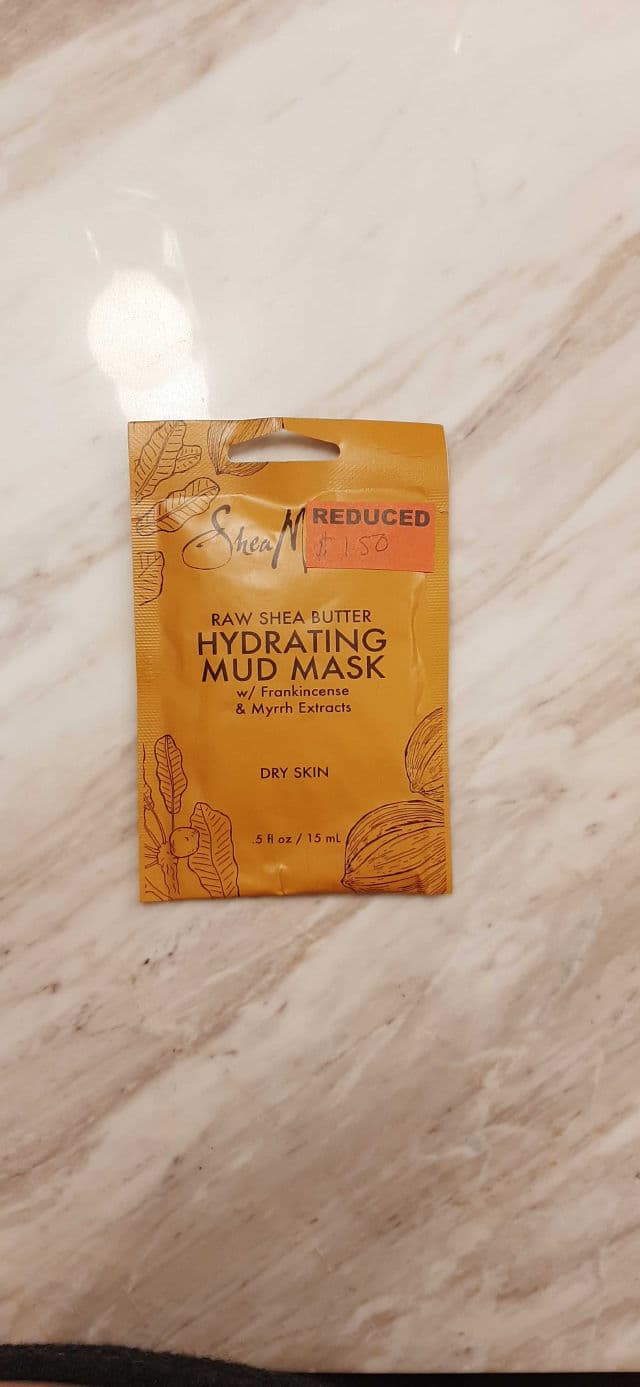 Shea M
REDUCED
$ 1.50
RAW SHEA BUTTER
HYDRATING
MUD MASK
w/ Frankincense
& Myrrh Extracts
DRY SKIN
.5 fl oz / 15 mL